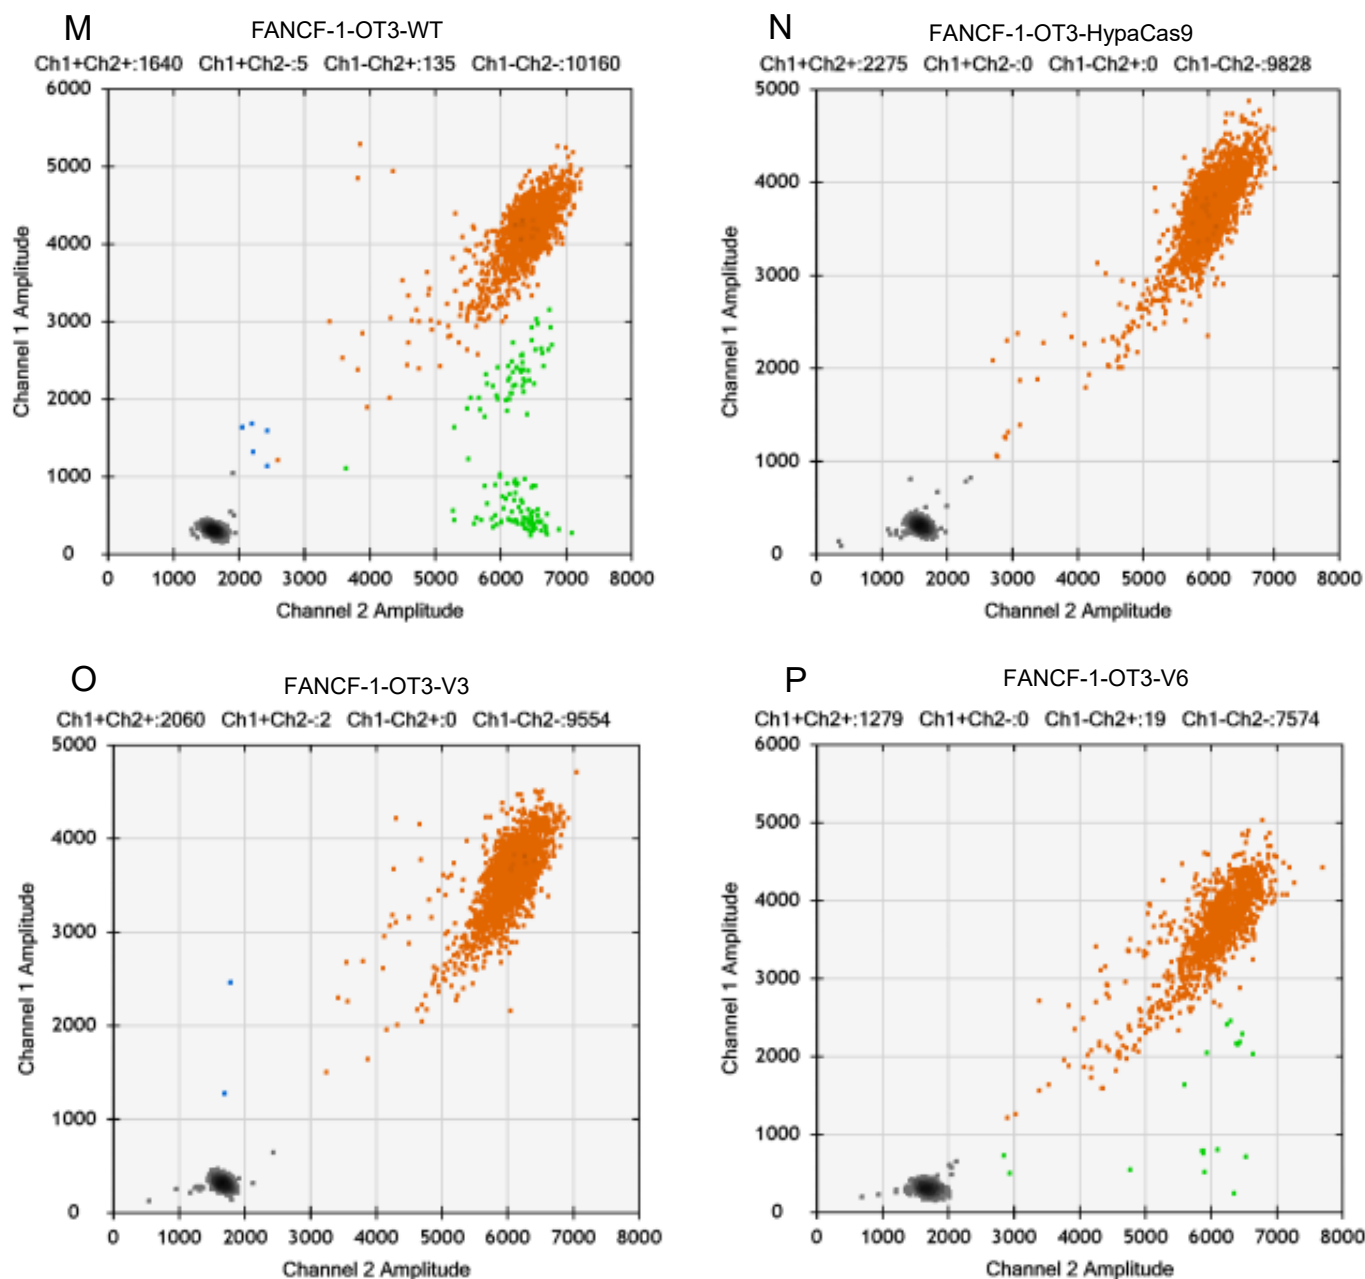 M
FANCF-1-OT3-WT
Ch1+Ch2+:1640 Ch1+Ch2-:5 Ch1-Ch2+:135 Ch1-Ch2-:10160
6000
5000
4000
3000
2000
1000
0
Channel 1 Amplitude
0 1000 2000 3000 4000 5000 6000 7000 8000
Channel 2 Amplitude
N
FANCF-1-OT3-HypaCas9
Ch1+Ch2+:2275 Ch1+Ch2-:0 Ch1-Ch2+:0 Ch1-Ch2-:9828
5000
4000
3000
2000
1000
0
Channel 1 Amplitude
0 1000 2000 3000 4000 5000 6000 7000 8000
Channel 2 Amplitude
O
FANCF-1-OT3-V3
Ch1+Ch2+:2060 Ch1+Ch2-:2 Ch1-Ch2+:0 Ch1-Ch2-:9554
5000
4000
3000
2000
1000
0
Channel 1 Amplitude
0 1000 2000 3000 4000 5000 6000 7000 8000
Channel 2 Amplitude
P
FANCF-1-OT3-V6
Ch1+Ch2+:1279 Ch1+Ch2-:0 Ch1-Ch2+:19 Ch1-Ch2-:7574
6000
5000
4000
3000
2000
1000
0
Channel 1 Amplitude
0 1000 2000 3000 4000 5000 6000 7000 8000
Channel 2 Amplitude